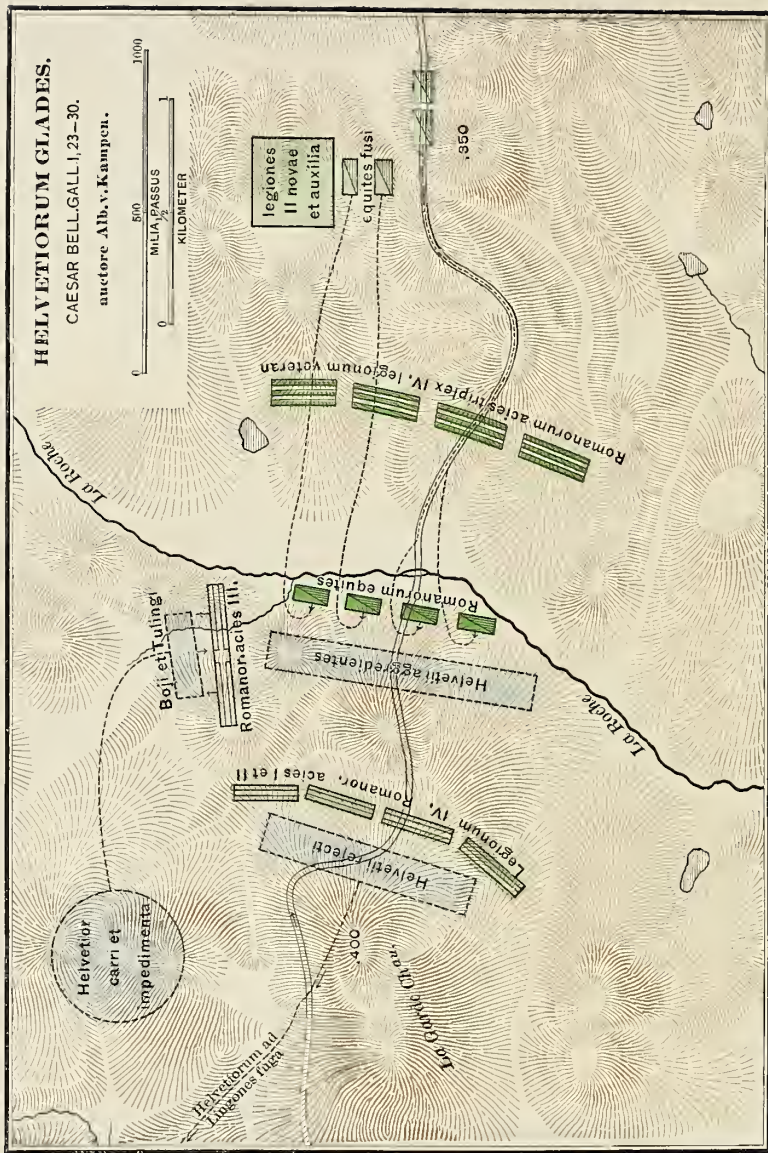 HELVETIORUM GLADES.
CAESAR BELL.GALL.1,23–30.
auctore Alb.v.Kampen.
0 500 1000
MILIA PASSUS
0 1/2 1
KILOMETER
legiones
II novae
et auxilia
equites fusi
.350
Romanorum acies triplex IV. legionum veteran
La Roche
Romanorum equites
Helvetii aggredientes
Boji et Tulingi
Romanor. acies III.
La Roche
Legionum IV. Romanor. acies I et II
Helvetii rejecti
Helvetior
carri et
impedimenta
.400
La Garde Chau.
Helvetiorum ad
Lingones fuga